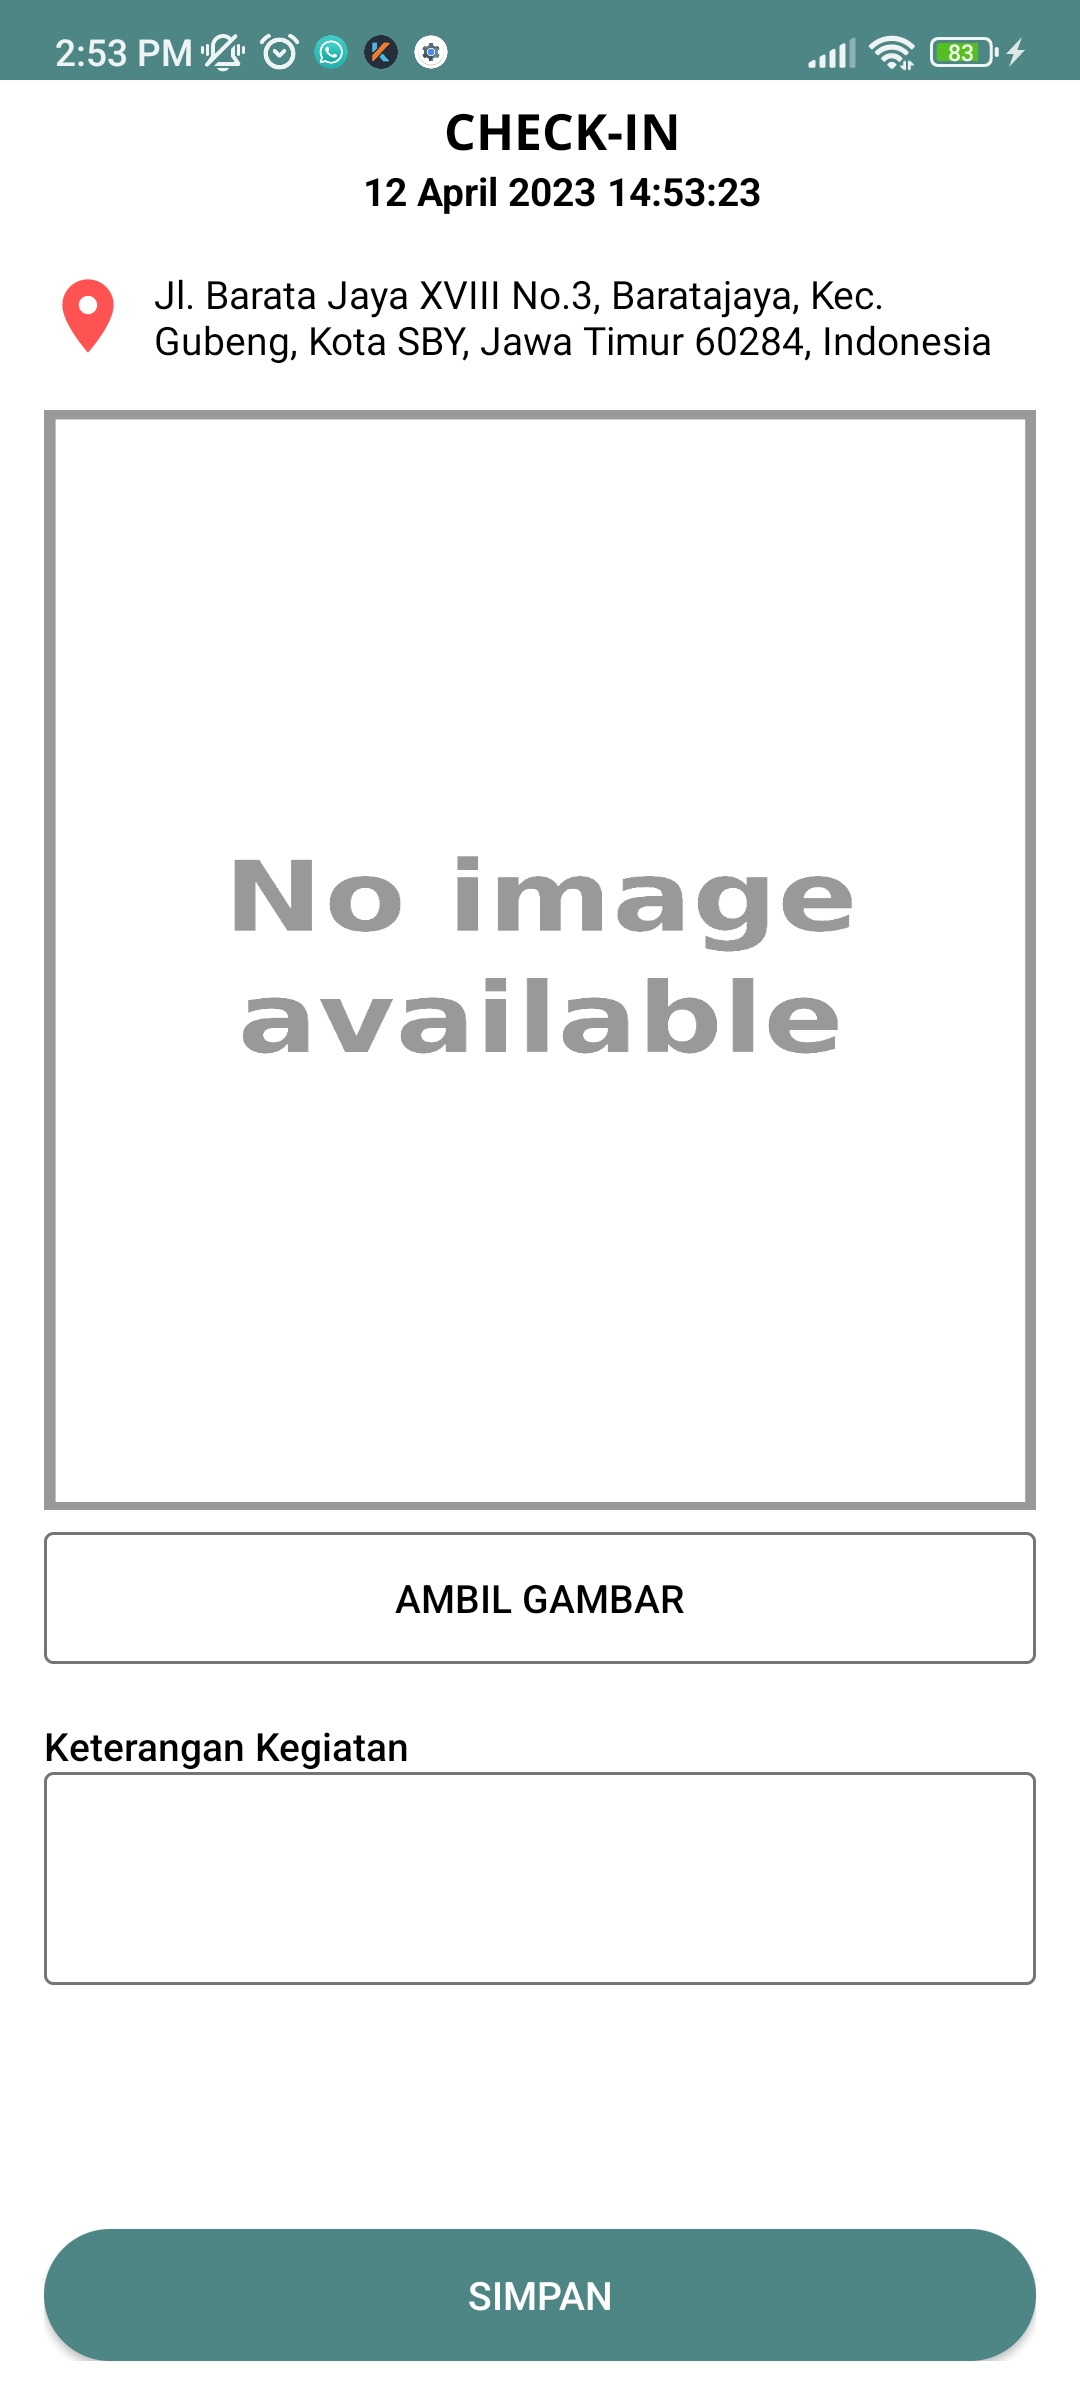 2:53 PM
83
CHECK-IN
12 April 2023 14:53:23
Jl. Barata Jaya XVIII No.3, Baratajaya, Kec.
Gubeng, Kota SBY, Jawa Timur 60284, Indonesia
No image
available
AMBIL GAMBAR
Keterangan Kegiatan
SIMPAN